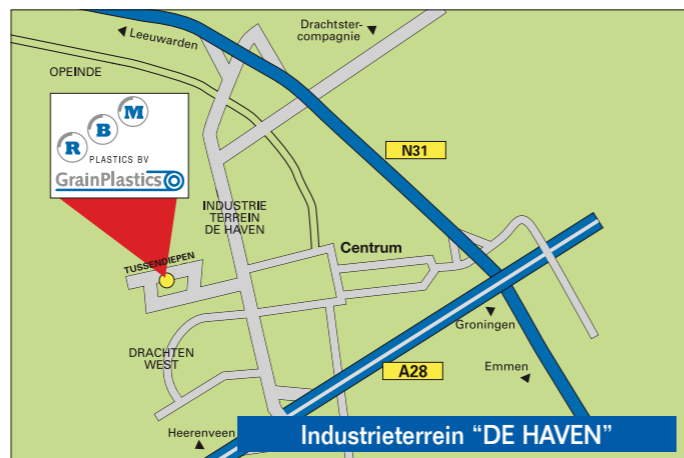 Leeuwarden
Drachtster-
compagnie
OPEINDE
R B M
PLASTICS BV
GrainPlastics
N31
INDUSTRIE
TERREIN
DE HAVEN
Centrum
TUSSENDIEPEN
Groningen
DRACHTEN
WEST
A28
Emmen
Heerenveen
Industrieterrein “DE HAVEN”